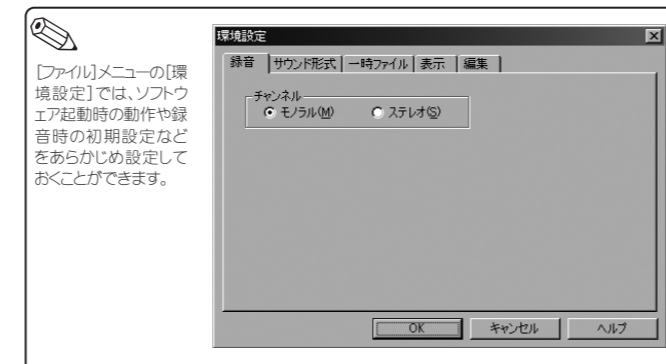 [ファイル]メニューの[環
境設定]では、ソフトウ
ェア起動時の動作や録
音時の初期設定など
をあらかじめ設定して
おくことができます。
環境設定
録音 サウンド形式 一時ファイル 表示 編集
チャンネル
モノラル(M) ステレオ(S)
OK キャンセル ヘルプ